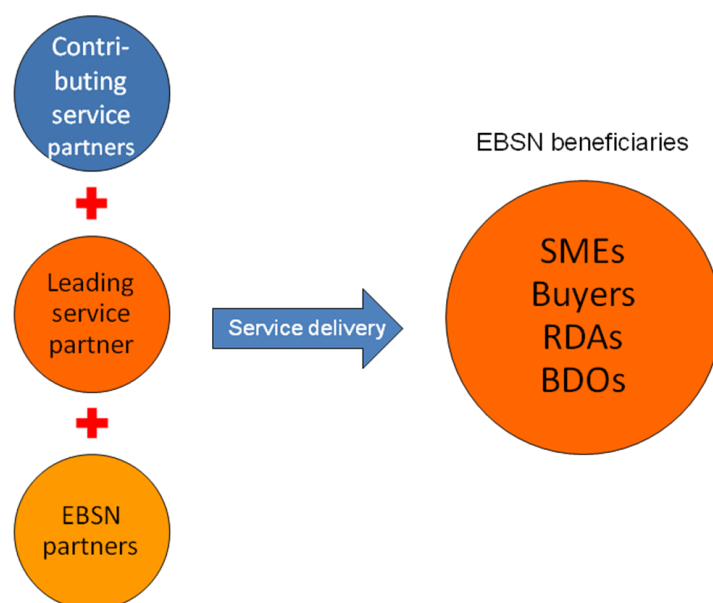 Contri-
buting
service
partners
Leading
service
partner
EBSN
partners
Service delivery
EBSN beneficiaries
SMEs
Buyers
RDAs
BDOs